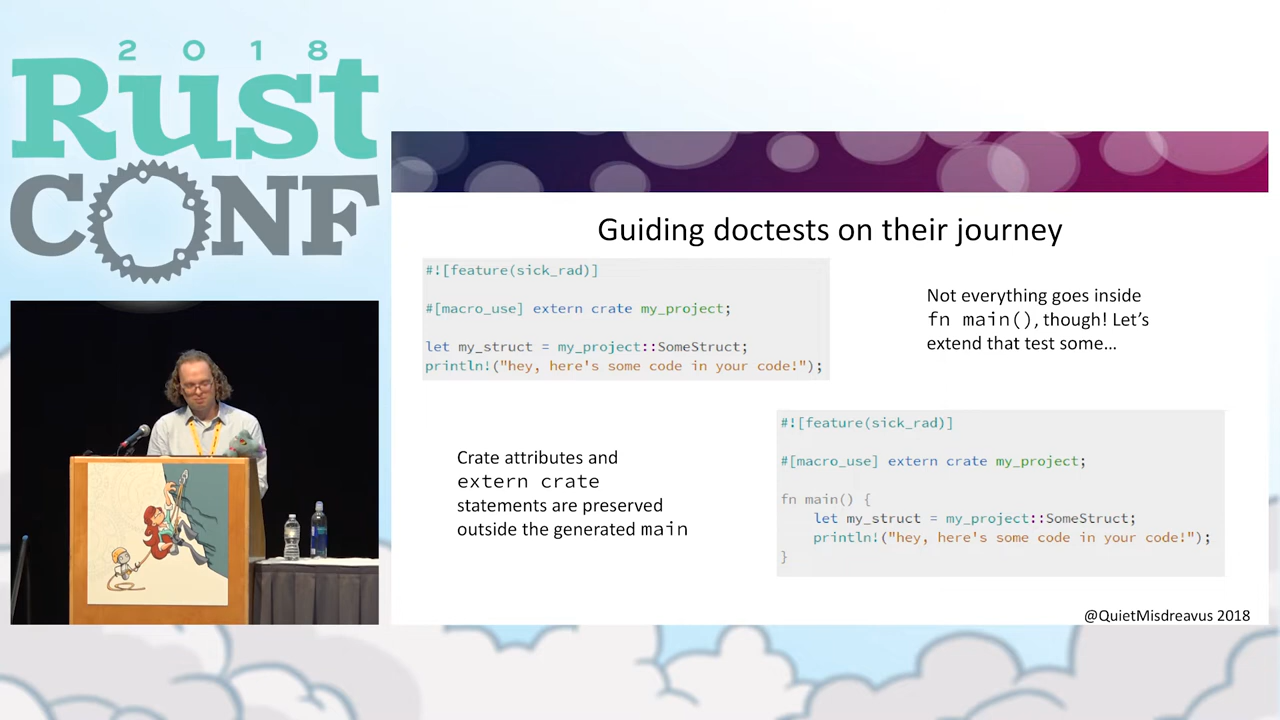 2018
Rust
CONF
Guiding doctests on their journey
#![feature(sick_rad)]
#[macro_use] extern crate my_project;
let my_struct = my_project::SomeStruct;
println!("hey, here's some code in your code!");
Not everything goes inside
fn main(), though! Let’s
extend that test some…
Crate attributes and
extern crate
statements are preserved
outside the generated main
#![feature(sick_rad)]
#[macro_use] extern crate my_project;
fn main() {
    let my_struct = my_project::SomeStruct;
    println!("hey, here's some code in your code!");
}
@QuietMisdreavus 2018